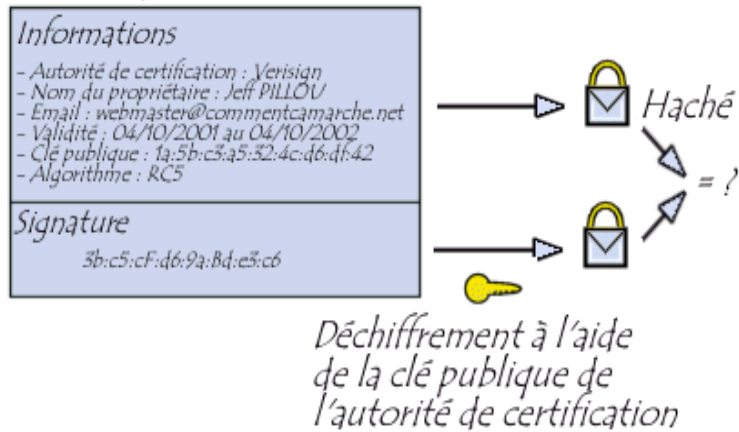 Informations
- Autorité de certification : Verisign
- Nom du propriétaire : Jeff PILLOU
- Email : webmaster@commentcamarche.net
- Validité : 04/10/2001 au 04/10/2002
- Clé publique : 1a:5b:c3:a5:32:4c:d6:df:42
- Algorithme : RC5
Signature
3b:c5:cF:d6:9a:Bd:e3:c6
Haché
= ?
Déchiffrement à l'aide
de la clé publique de
l'autorité de certification